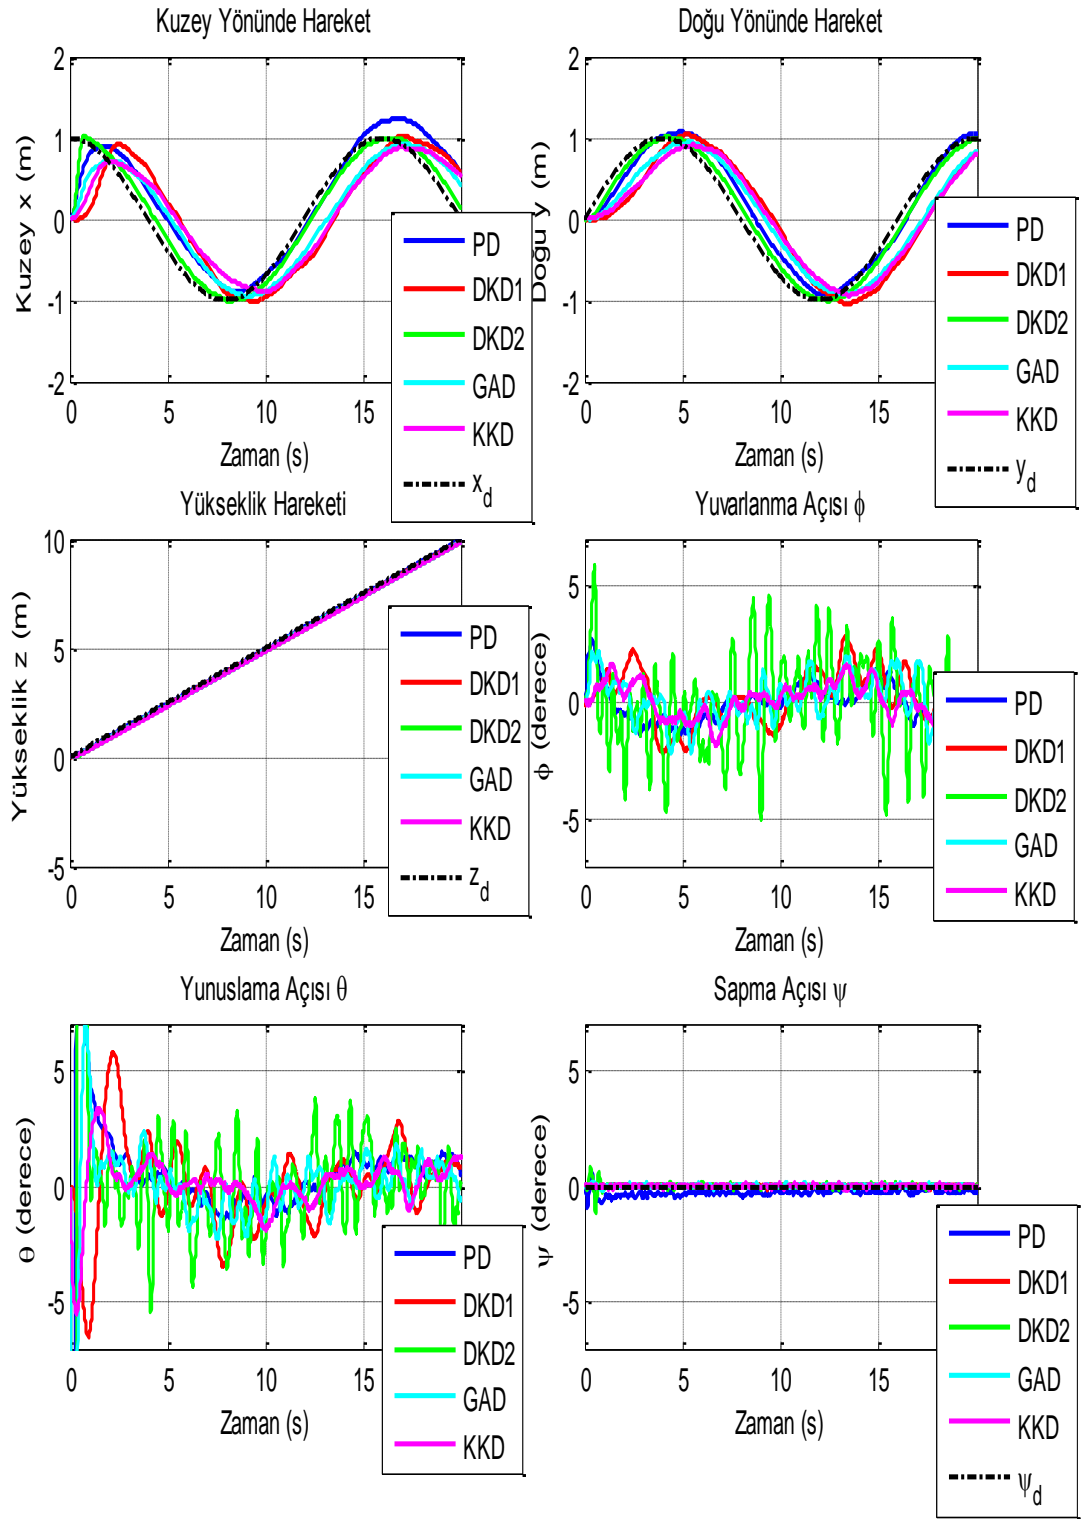 Kuzey Yönünde Hareket
2
1
0
-1
-2
Kuzey x (m)
0 5 10 15
Zaman (s)
PD
DKD1
DKD2
GAD
KKD
x_d
Doğu Yönünde Hareket
2
1
0
-1
-2
Doğu y (m)
0 5 10 15
Zaman (s)
PD
DKD1
DKD2
GAD
KKD
y_d
Yükseklik Hareketi
10
5
0
-5
Yükseklik z (m)
0 5 10 15
Zaman (s)
PD
DKD1
DKD2
GAD
KKD
z_d
Yuvarlanma Açısı ϕ
5
0
-5
ϕ (derece)
0 5 10 15
Zaman (s)
PD
DKD1
DKD2
GAD
KKD
Yunuslama Açısı θ
5
0
-5
θ (derece)
0 5 10 15
Zaman (s)
PD
DKD1
DKD2
GAD
KKD
Sapma Açısı ψ
5
0
-5
ψ (derece)
0 5 10 15
Zaman (s)
PD
DKD1
DKD2
GAD
KKD
ψ_d